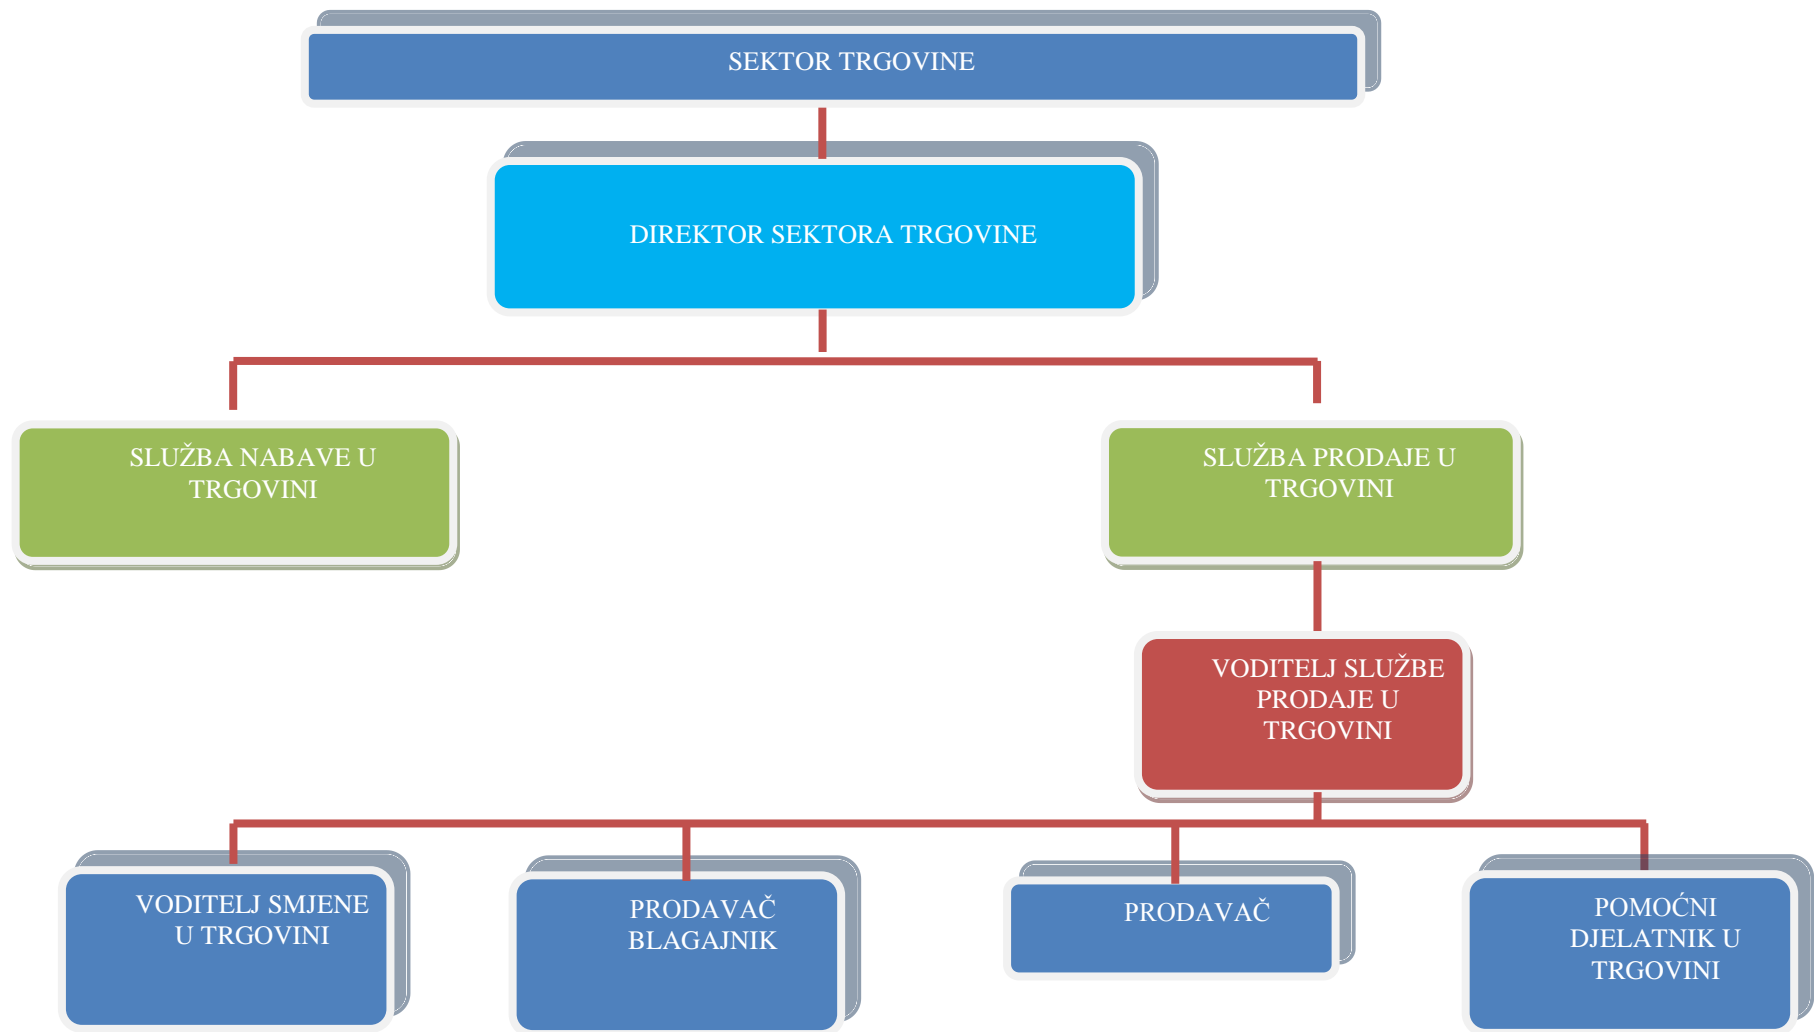 SEKTOR TRGOVINE
DIREKTOR SEKTORA TRGOVINE
SLUŽBA NABAVE U
TRGOVINI
SLUŽBA PRODAJE U
TRGOVINI
VODITELJ SLUŽBE
PRODAJE U
TRGOVINI
VODITELJ SMJENE
U TRGOVINI
PRODAVAČ
BLAGAJNIK
PRODAVAČ
POMOĆNI
DJELATNIK U
TRGOVINI